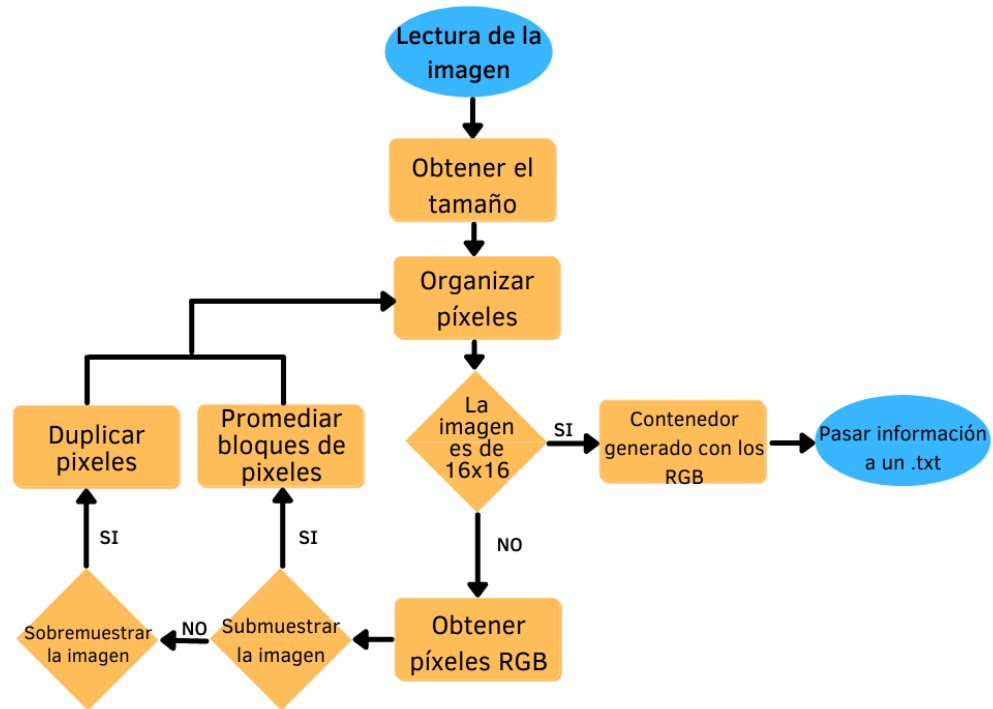 Lectura de la
imagen
Obtener el
tamaño
Organizar
píxeles
La
imagen
es de
16x16
SI
Contenedor
generado con los
RGB
Pasar información
a un .txt
NO
Obtener
píxeles RGB
Submuestrar
la imagen
SI
Promediar
bloques de
pixeles
NO
Sobremuestrar
la imagen
SI
Duplicar
pixeles